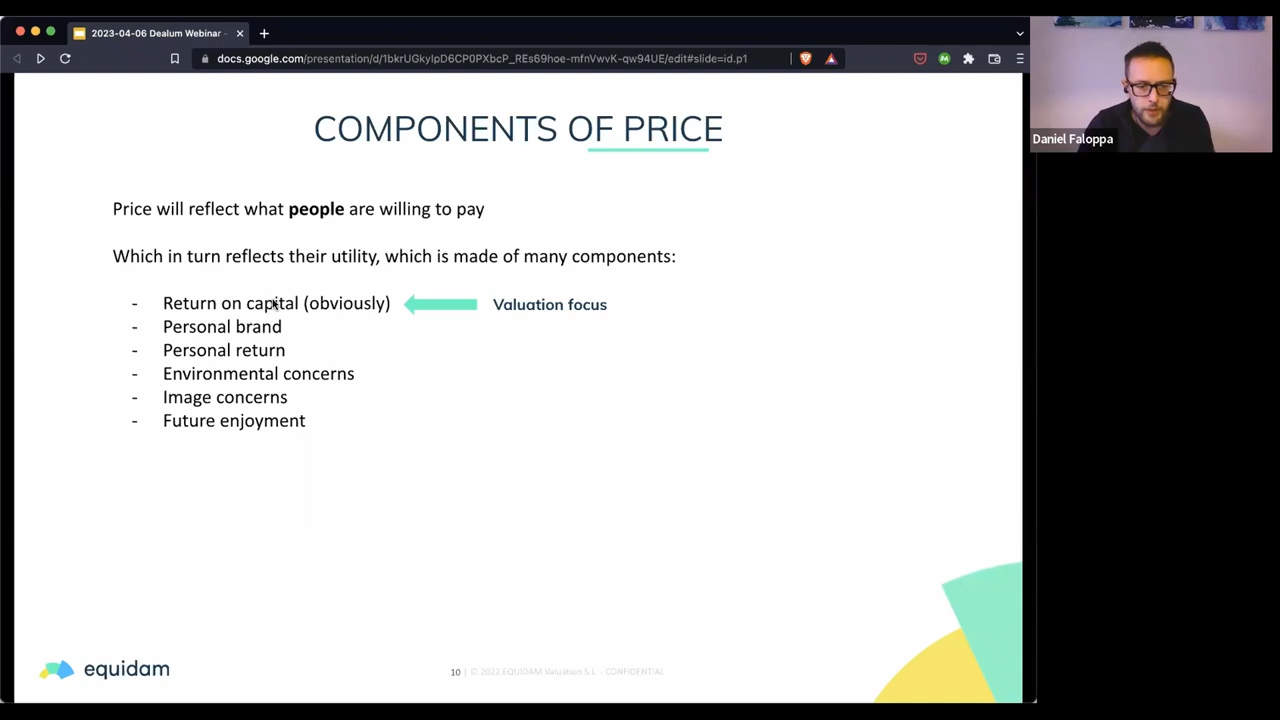 2023-04-06 Dealum Webinar -
docs.google.com/presentation/d/1bkrUGkyIpD6CP0PXbcP_REs69hoe-mfnVwvK-qw94UE/edit#slide=id.p1
Daniel Faloppa
COMPONENTS OF PRICE
Price will reflect what people are willing to pay
Which in turn reflects their utility, which is made of many components:
- Return on capital (obviously)
Valuation focus
- Personal brand
- Personal return
- Environmental concerns
- Image concerns
- Future enjoyment
equidam
10 | © 2022 EQUIDAM Valuation S.L. - CONFIDENTIAL